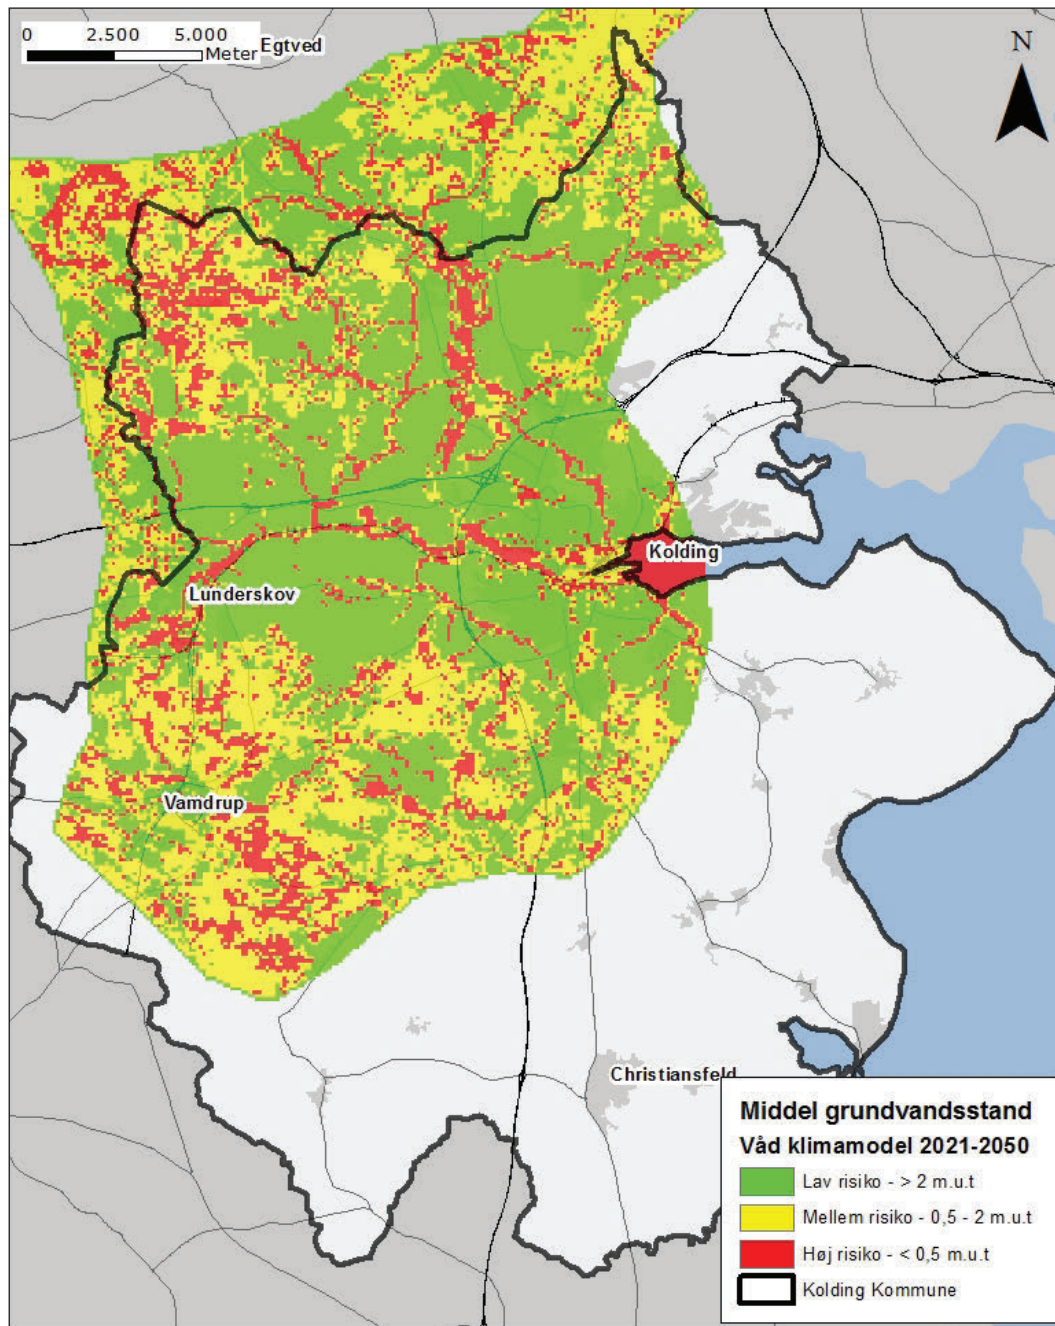 0 2.500 5.000
Meter
Egtved
N
Kolding
Lunderskov
Vamdrup
Christiansfeld
Middel grundvandsstand
Våd klimamodel 2021-2050
Lav risiko - > 2 m.u.t
Mellem risiko - 0,5 - 2 m.u.t
Høj risiko - < 0,5 m.u.t
Kolding Kommune